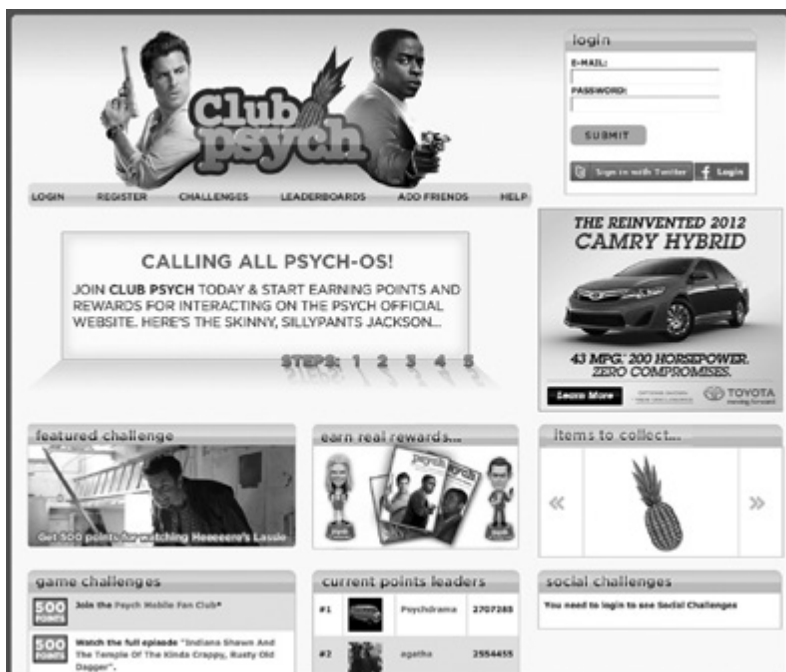 Club
psych
login
E-MAIL:
PASSWORD:
SUBMIT
Sign in with Twitter
f Login
LOGIN REGISTER CHALLENGES LEADERBOARDS ADD FRIENDS HELP
CALLING ALL PSYCH-OS!
JOIN CLUB PSYCH TODAY & START EARNING POINTS AND
REWARDS FOR INTERACTING ON THE PSYCH OFFICIAL
WEBSITE. HERE'S THE SKINNY, SILLYPANTS JACKSON...
STEPS: 1 2 3 4 5
THE REINVENTED 2012
CAMRY HYBRID
43 MPG.* 200 HORSEPOWER.
ZERO COMPROMISES.
Learn More
TOYOTA
moving forward
featured challenge
Get 500 points for watching Heeeeere's Lassie
earn real rewards...
psych
psych
items to collect...
«
»
game challenges
500
POINTS
Join the Psych Mobile Fan Club*
500
POINTS
Watch the full episode "Indiana Shawn And
The Temple Of The Kinda Crappy, Rusty Old
Dagger".
current points leaders
#1 Psychdrama 2707285
#2 agatha 2554455
social challenges
You need to login to see Social Challenges